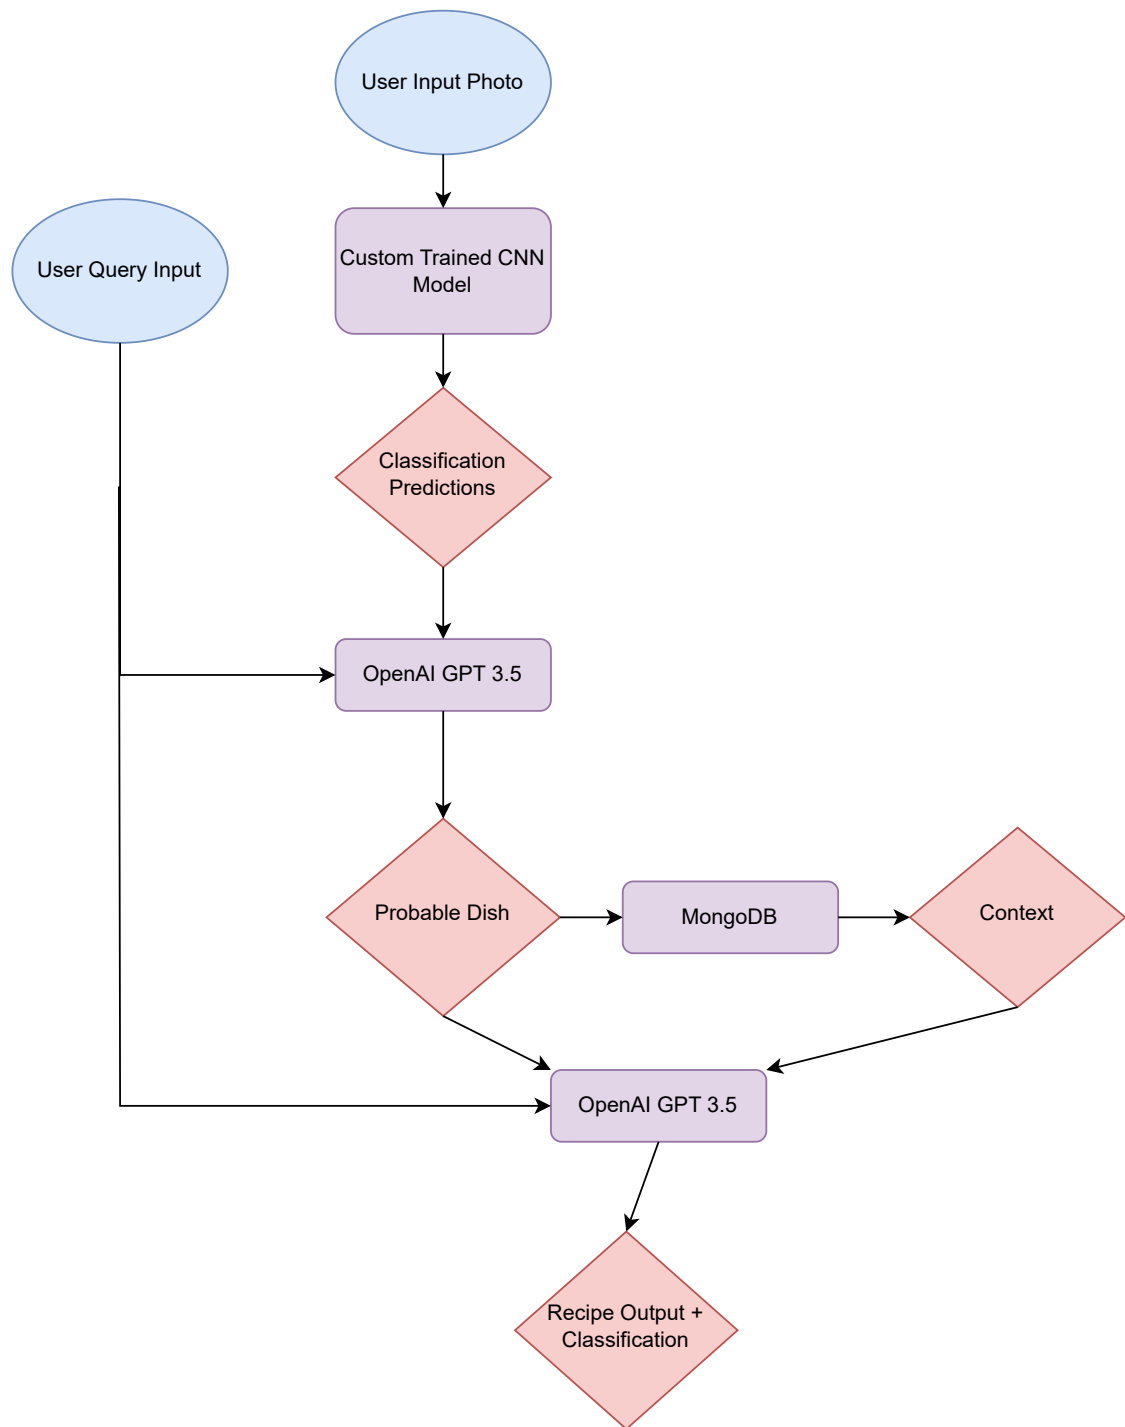 User Input Photo
Custom Trained CNN
Model
User Query Input
Classification
Predictions
OpenAI GPT 3.5
Probable Dish
MongoDB
Context
OpenAI GPT 3.5
Recipe Output +
Classification